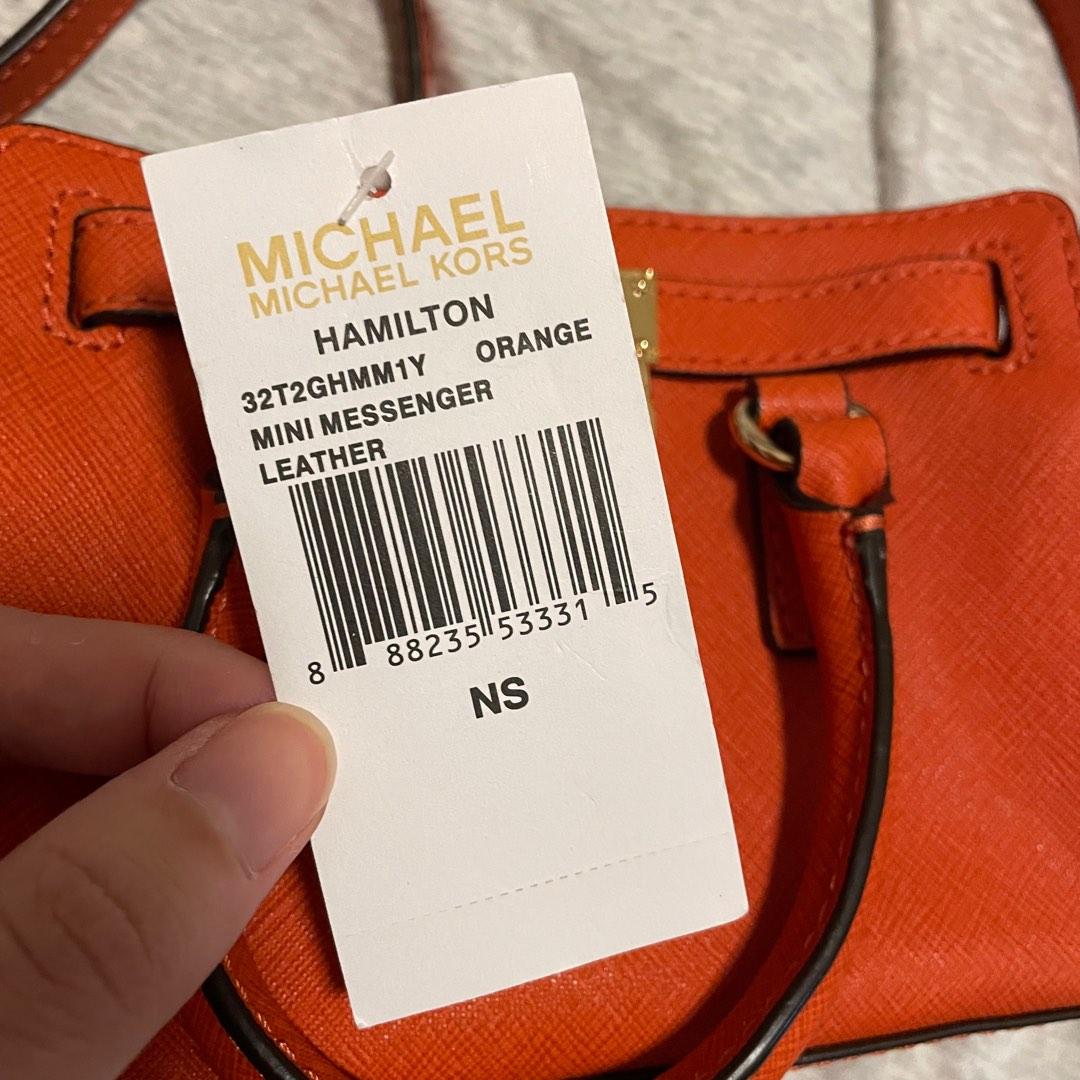 MICHAEL
MICHAEL KORS
HAMILTON
32T2GHMM1Y ORANGE
MINI MESSENGER
LEATHER
8 88235 53331 5
NS